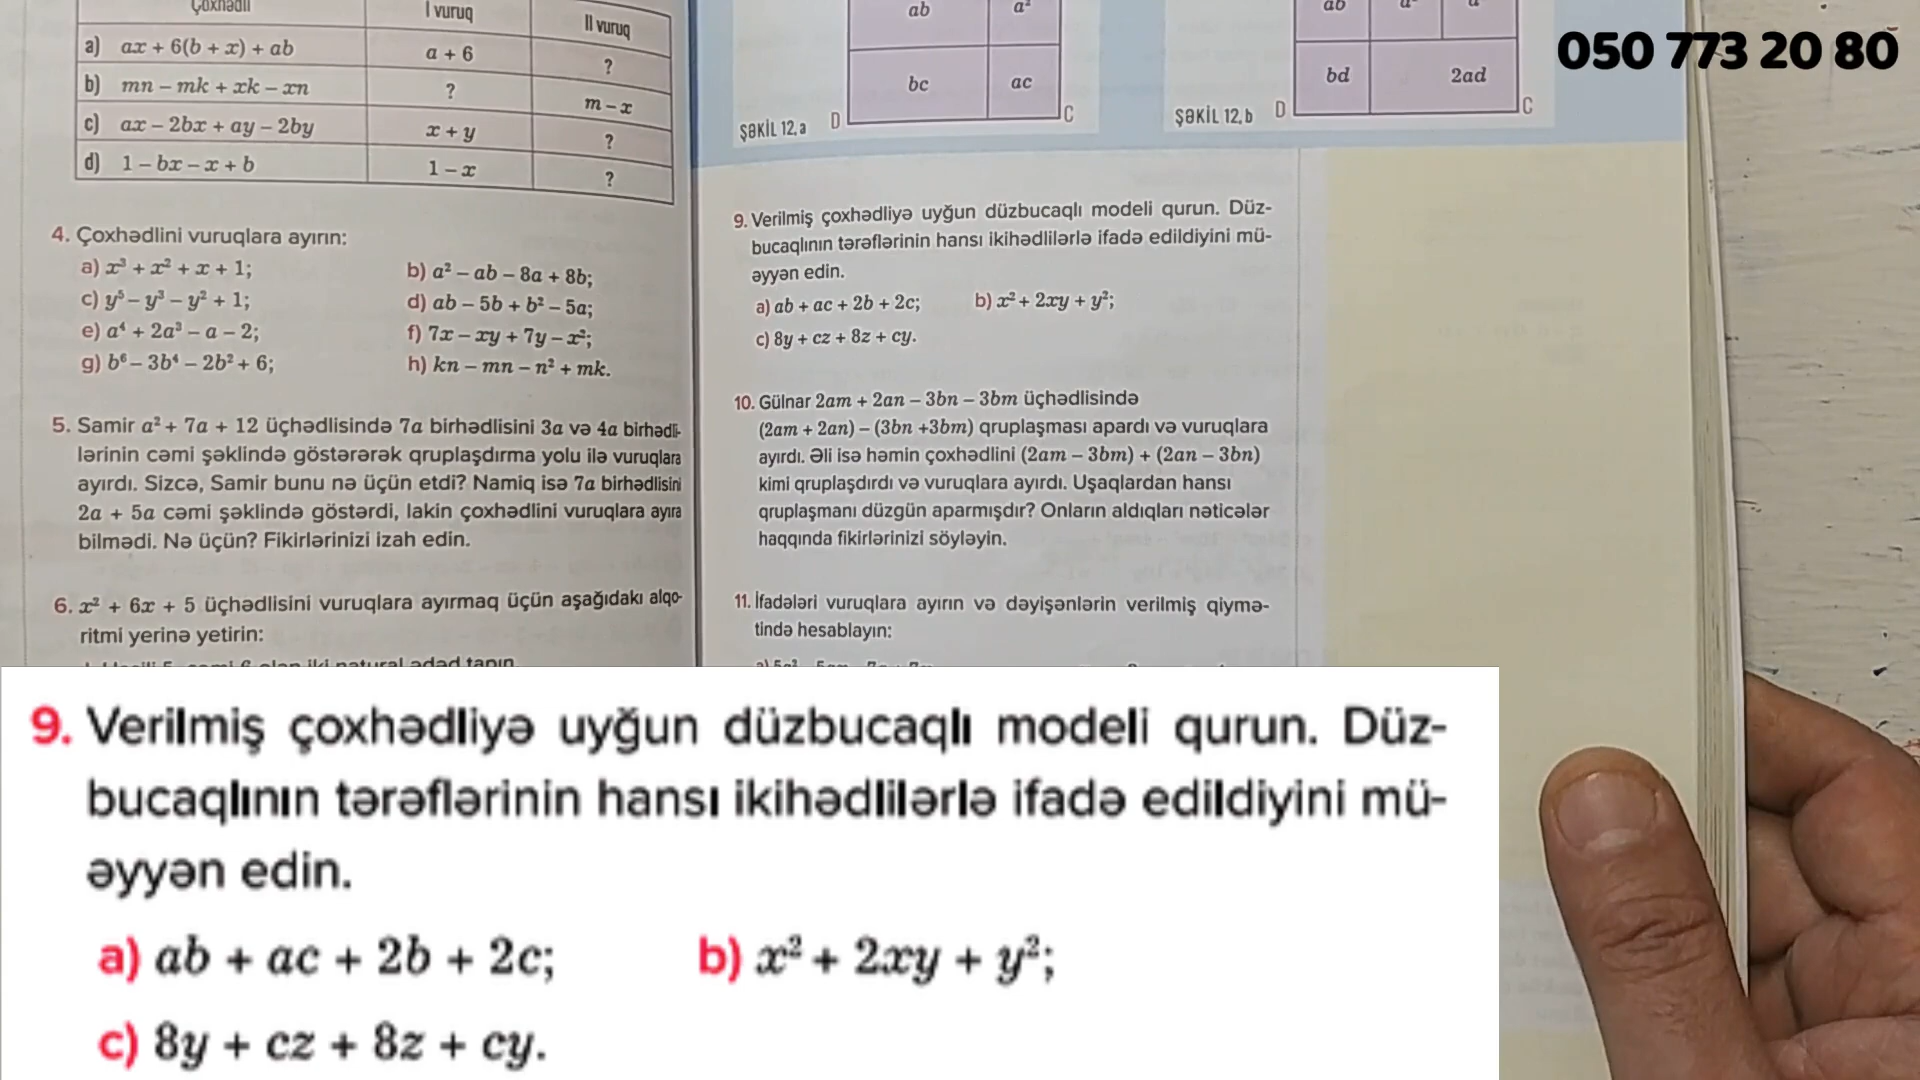 Çoxhədli I vuruq II vuruq
a) ax + 6(b + x) + ab a + 6 ?
b) mn – mk + xk – xn ? m – x
c) ax – 2bx + ay – 2by x + y ?
d) 1 – bx – x + b 1 – x ?
4. Çoxhədlini vuruqlara ayırın:
a) x³ + x² + x + 1; b) a² – ab – 8a + 8b;
c) y⁵ – y³ – y² + 1; d) ab – 5b + b² – 5a;
e) a⁴ + 2a³ – a – 2; f) 7x – xy + 7y – x²;
g) b⁶ – 3b⁴ – 2b² + 6; h) kn – mn – n² + mk.
5. Samir a² + 7a + 12 üçhədlisində 7a birhədlisini 3a və 4a birhədli-
lərinin cəmi şəklində göstərərək qruplaşdırma yolu ilə vuruqlara
ayırdı. Sizcə, Samir bunu nə üçün etdi? Namiq isə 7a birhədlisini
2a + 5a cəmi şəklində göstərdi, lakin çoxhədlini vuruqlara ayıra
bilmədi. Nə üçün? Fikirlərinizi izah edin.
6. x² + 6x + 5 üçhədlisini vuruqlara ayırmaq üçün aşağıdakı alqo-
ritmi yerinə yetirin:
ab a²
bc ac
ŞƏKİL 12, a D C
ab
bd 2ad
ŞƏKİL 12, b D C
9. Verilmiş çoxhədliyə uyğun düzbucaqlı modeli qurun. Düz-
bucaqlının tərəflərinin hansı ikihədlilərlə ifadə edildiyini mü-
əyyən edin.
a) ab + ac + 2b + 2c; b) x² + 2xy + y²;
c) 8y + cz + 8z + cy.
10. Gülnar 2am + 2an – 3bn – 3bm üçhədlisində
(2am + 2an) – (3bn +3bm) qruplaşması apardı və vuruqlara
ayırdı. Əli isə həmin çoxhədlini (2am – 3bm) + (2an – 3bn)
kimi qruplaşdırdı və vuruqlara ayırdı. Uşaqlardan hansı
qruplaşmanı düzgün aparmışdır? Onların aldıqları nəticələr
haqqında fikirlərinizi söyləyin.
11. İfadələri vuruqlara ayırın və dəyişənlərin verilmiş qiymə-
tində hesablayın:
050 773 20 80
9. Verilmiş çoxhədliyə uyğun düzbucaqlı modeli qurun. Düz-
bucaqlının tərəflərinin hansı ikihədlilərlə ifadə edildiyini mü-
əyyən edin.
a) ab + ac + 2b + 2c; b) x² + 2xy + y²;
c) 8y + cz + 8z + cy.